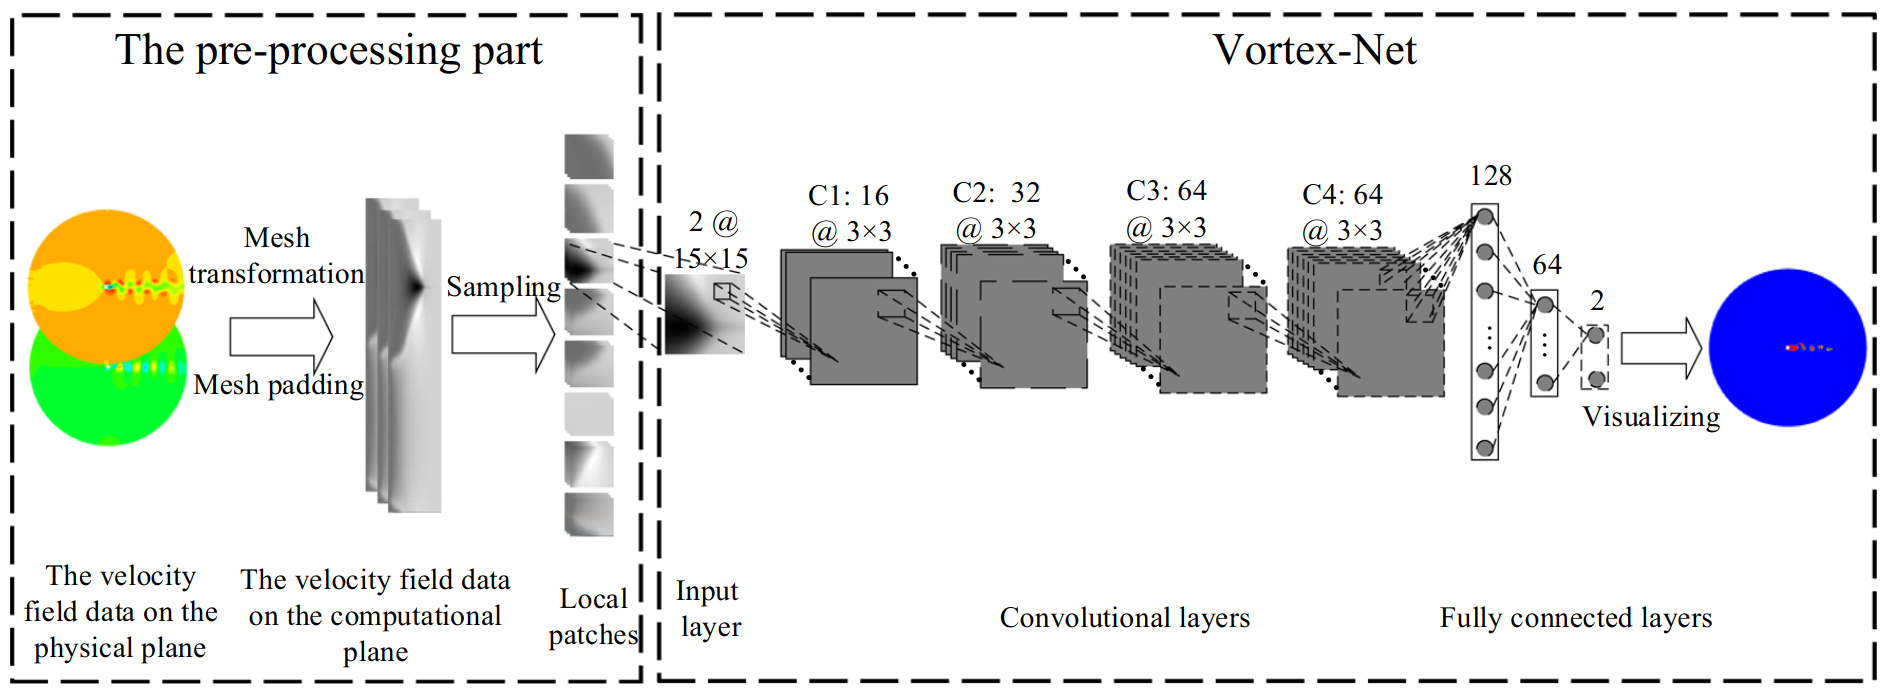 The pre-processing part
Mesh
transformation
Mesh padding
Sampling
The velocity
field data on the
physical plane
The velocity field data
on the computational
plane
Local
patches
Vortex-Net
2 @
15×15
C1: 16
@ 3×3
C2: 32
@ 3×3
C3: 64
@ 3×3
C4: 64
@ 3×3
128
64
2
Visualizing
Input
layer
Convolutional layers
Fully connected layers